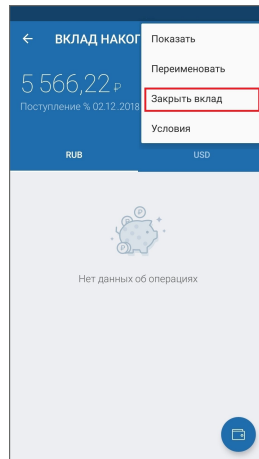 ВКЛАД НАКОГ
Показать
Переименовать
5 566,22 ₽
Закрыть вклад
Поступление % 02.12.2018
Условия
RUB
USD
Нет данных об операциях